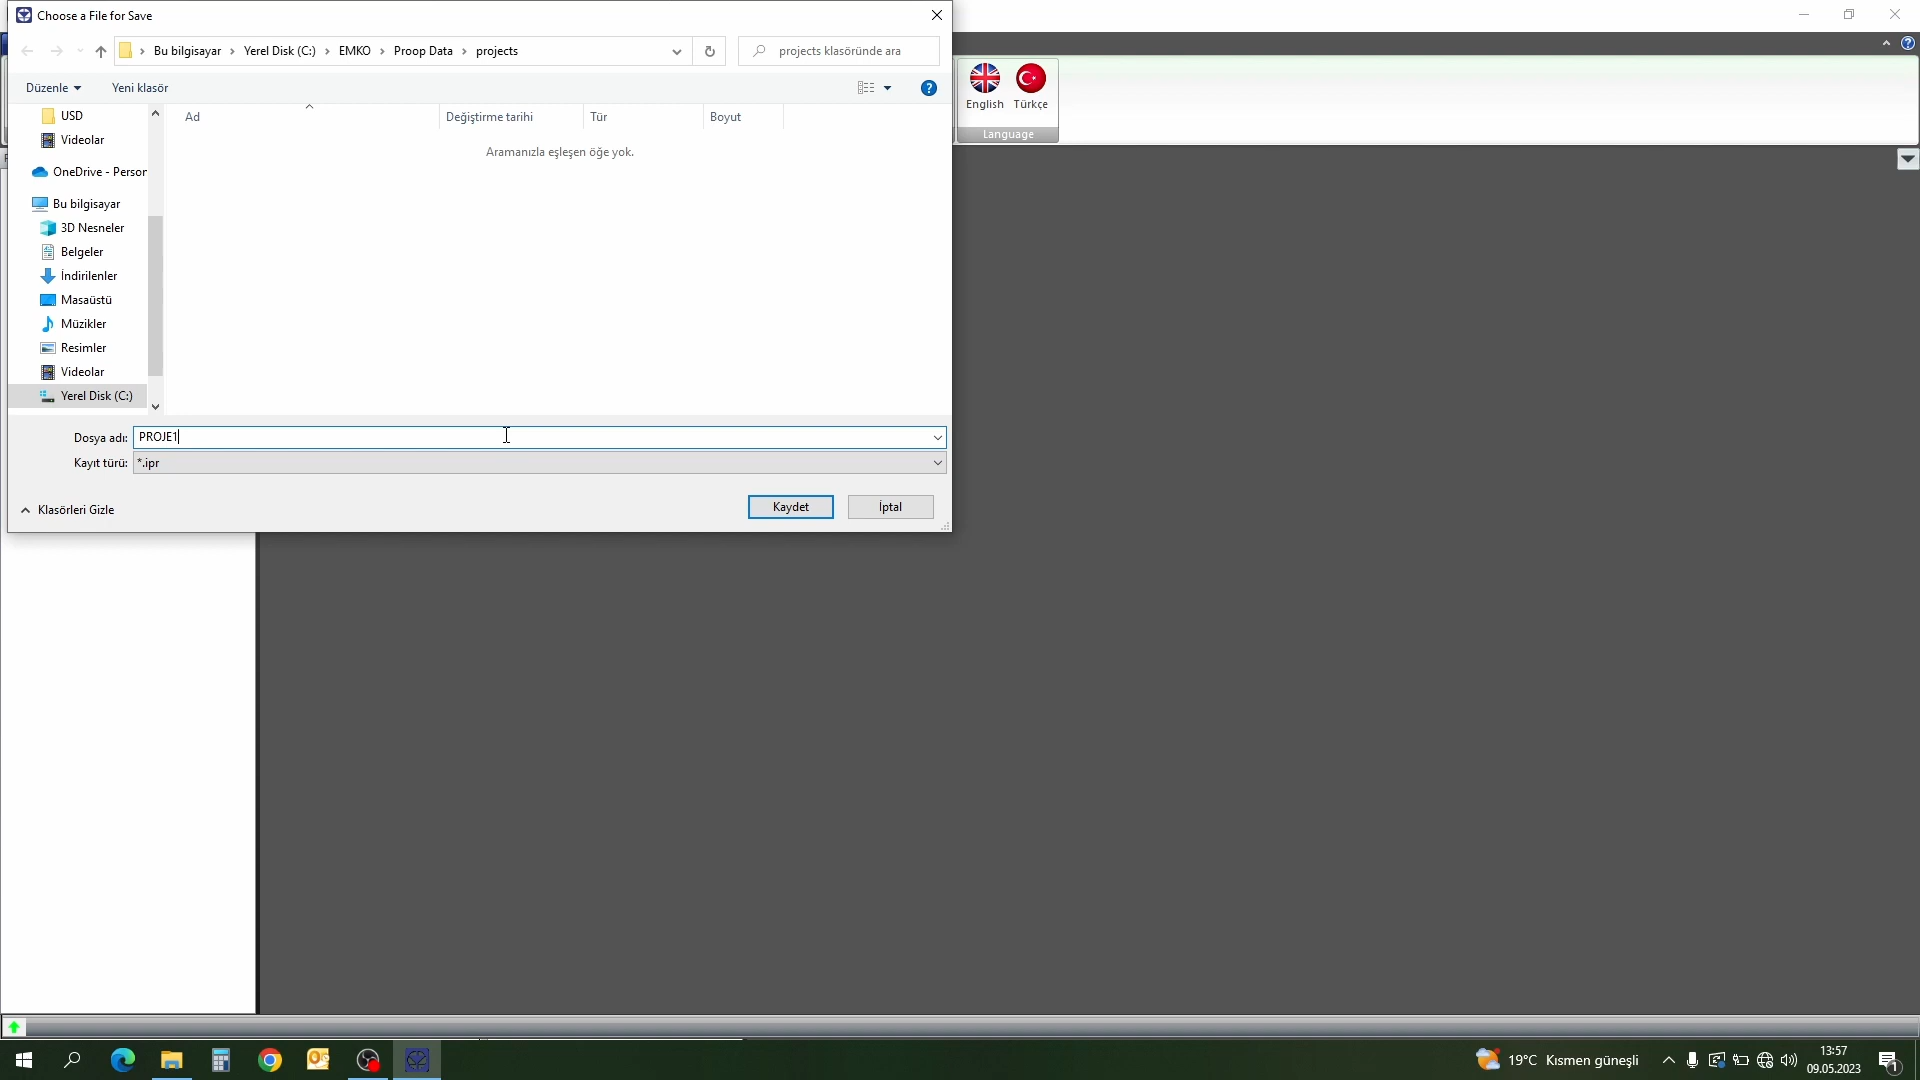 Choose a File for Save
Bu bilgisayar > Yerel Disk (C:) > EMKO > Proop Data > projects
projects klasöründe ara
Düzenle
Yeni klasör
English
Türkçe
Language
USD
Videolar
OneDrive - Person
Bu bilgisayar
3D Nesneler
Belgeler
İndirilenler
Masaüstü
Müzikler
Resimler
Videolar
Yerel Disk (C:)
Ad
Değiştirme tarihi
Tür
Boyut
Aramanızla eşleşen öğe yok.
Dosya adı: PROJE1
Kayıt türü: *.ipr
Klasörleri Gizle
Kaydet
İptal
19°C Kısmen güneşli
13:57
09.05.2023
1